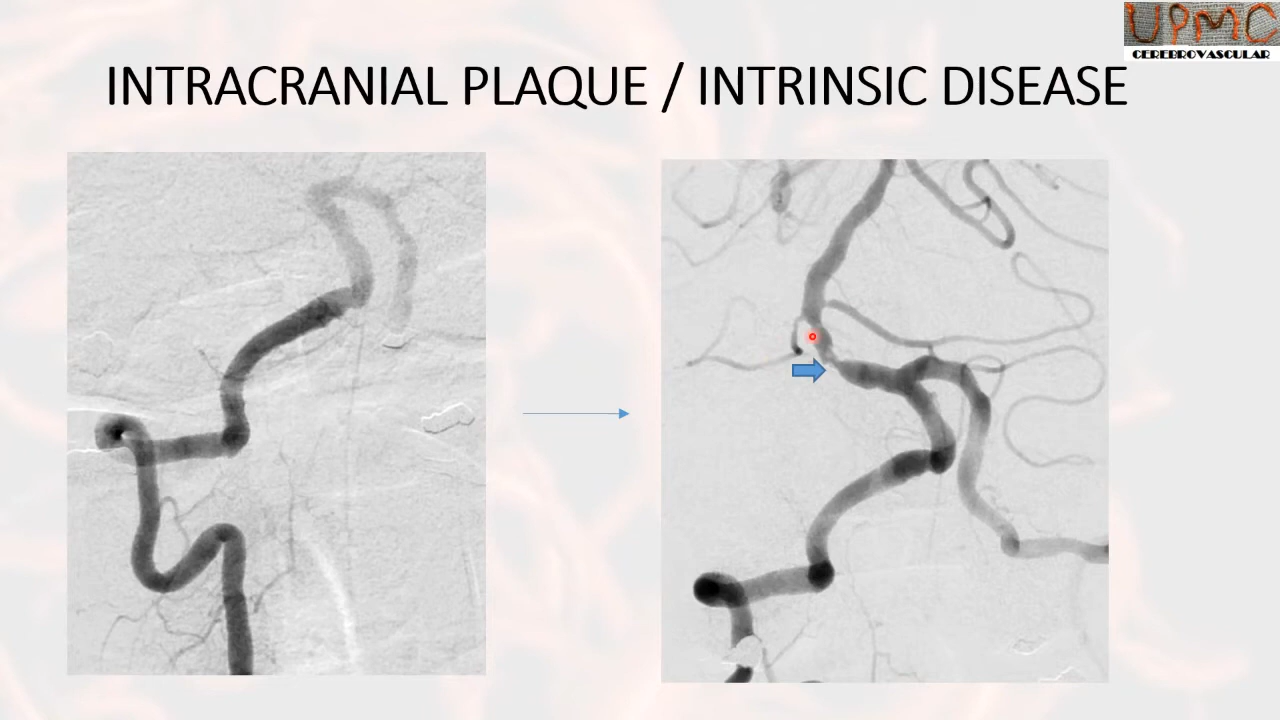 UPMC
CEREBROVASCULAR
INTRACRANIAL PLAQUE / INTRINSIC DISEASE